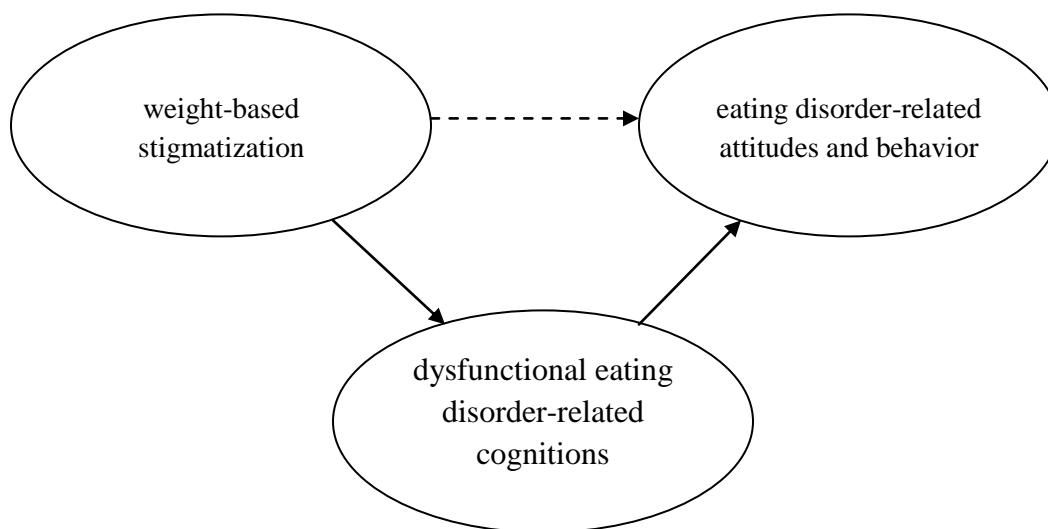 weight-based
stigmatization
eating disorder-related
attitudes and behavior
dysfunctional eating
disorder-related
cognitions